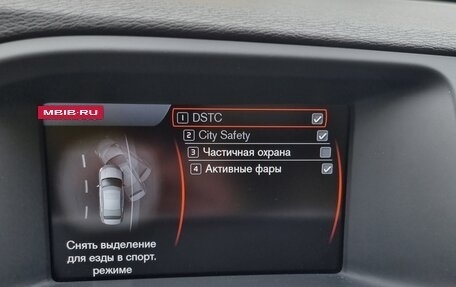 MBIB·RU
1 DSTC
2 City Safety
3 Частичная охрана
4 Активные фары
Снять выделение
для езды в спорт.
режиме